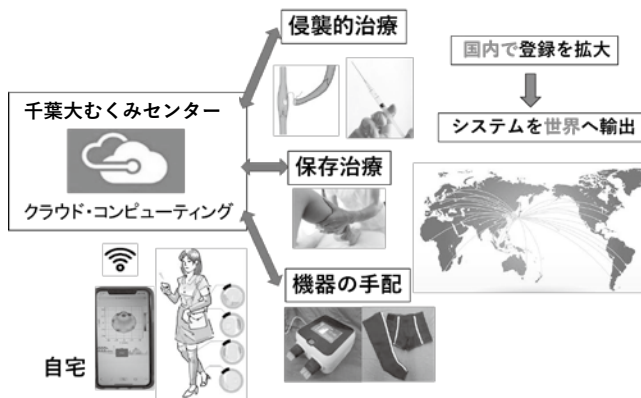 侵襲的治療
国内で登録を拡大
千葉大むくみセンター
システムを世界へ輸出
クラウド・コンピューティング
保存治療
機器の手配
自宅